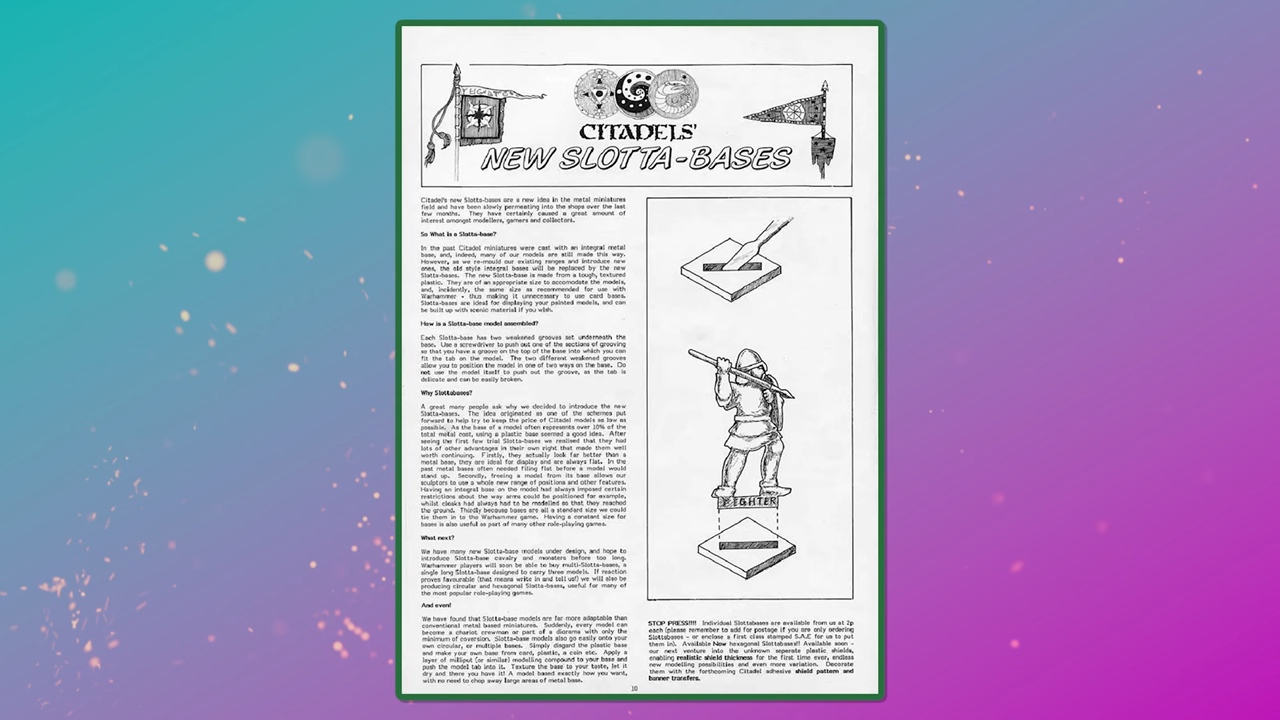 CITADELS'
NEW SLOTTA-BASES
Citadel's new Slotta-bases are a new idea in the metal miniatures
field and have been slowly permeating into the shops over the last
few months. They have certainly caused a great amount of
interest amongst modellers, gamers and collectors.
So What is a Slotta-base?
In the past Citadel miniatures were cast with an integral metal
base, and, indeed, many of our models are still made this way.
However, as we re-mould our existing ranges and introduce new
ones, the old style integral bases will be replaced by the new
Slotta-bases. The new Slotta-base is made from a tough, textured
plastic. They are of an appropriate size to accomodate the models,
and, incidently, the same size as recommended for use with
Warhammer - thus making it unnecessary to use card bases.
Slotta-bases are ideal for displaying your painted models, and can
be built up with scenic material if you wish.
How is a Slotta-base model assembled?
Each Slotta-base has two weakened grooves set underneath the
base. Use a screwdriver to push out one of the sections of grooving
so that you have a groove on the top of the base into which you can
fit the tab on the model. The two different weakened grooves
allow you to position the model in one of two ways on the base. Do
not use the model itself to push out the groove, as the tab is
delicate and can be easily broken.
Why Slottabases?
A great many people ask why we decided to introduce the new
Slotta-bases. The idea originated as one of the schemes put
forward to help try to keep the price of Citadel models as low as
possible. As the base of a model often represents over 10% of the
total metal cost, using a plastic base seemed a good idea. After
seeing the first few trial Slotta-bases we realised that they had
lots of other advantages in their own right that made them well
worth continuing. Firstly, they actually look far better than a
metal base, they are ideal for display and are always flat. In the
past metal bases often needed filing flat before a model would
stand up. Secondly, freeing a model from its base allows our
sculptors to use a whole new range of positions and other features.
Having an integral base on the model had always imposed certain
restrictions about the way arms could be positioned for example,
whilst cloaks had always had to be modelled so that they reached
the ground. Thirdly because bases are all a standard size we could
tie them in to the Warhammer game. Having a constant size for
bases is also useful as part of many other role-playing games.
What next?
We have many new Slotta-base models under design, and hope to
introduce Slotta-base cavalry and monsters before too long.
Warhammer players will soon be able to buy multi-Slotta-bases, a
single long Slotta-base designed to carry three models. If reaction
proves favourable (that means write in and tell us!) we will also be
producing circular and hexagonal Slotta-bases, useful for many of
the most popular role-playing games.
And even!
We have found that Slotta-base models are far more adaptable than
conventional metal based miniatures. Suddenly, every model can
become a chariot crewman or part of a diorama with only the
minimum of coversion. Slotta-base models also go easily onto your
own circular, or multiple bases. Simply disgard the plastic base
and make your own base from card, plastic, a coin etc. Apply a
layer of milliput (or similar) modelling compound to your base and
push the model tab into it. Texture the base to your taste, let it
dry and there you have it! A model based exactly how you want,
with no need to chop away large areas of metal base.
FIGHTER
STOP PRESS!!!! Individual Slottabases are available from us at 2p
each (please remember to add for postage if you are only ordering
Slottabases - or enclose a first class stamped S.A.E for us to put
them in). Available Now hexagonal Slottabases!! Available soon -
our next venture into the unknown seperate plastic shields,
enabling realistic shield thickness for the first time ever, endless
new modelling possibilities and even more variation. Decorate
them with the forthcoming Citadel adhesive shield pattern and
banner transfers.
10